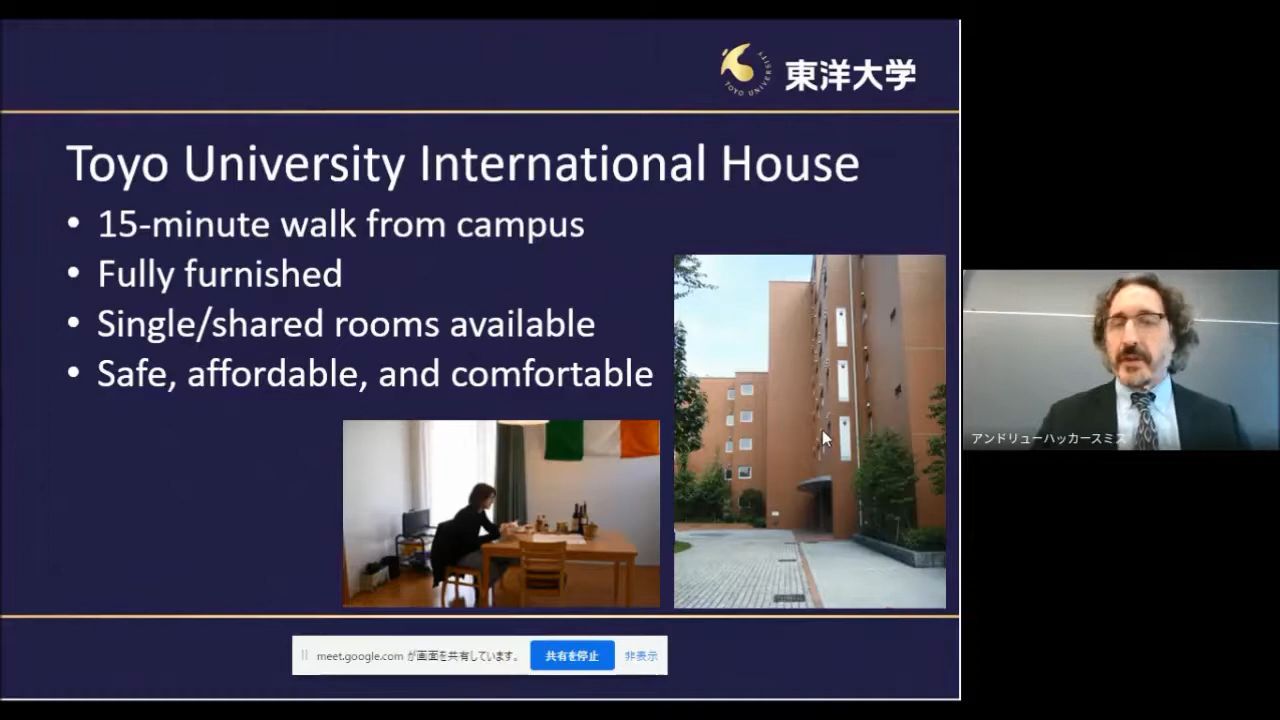 TOYO UNIVERSITY
東洋大学
Toyo University International House
• 15-minute walk from campus
• Fully furnished
• Single/shared rooms available
• Safe, affordable, and comfortable
アンドリューハッカースミス
meet.google.com が画面を共有しています。 共有を停止 非表示